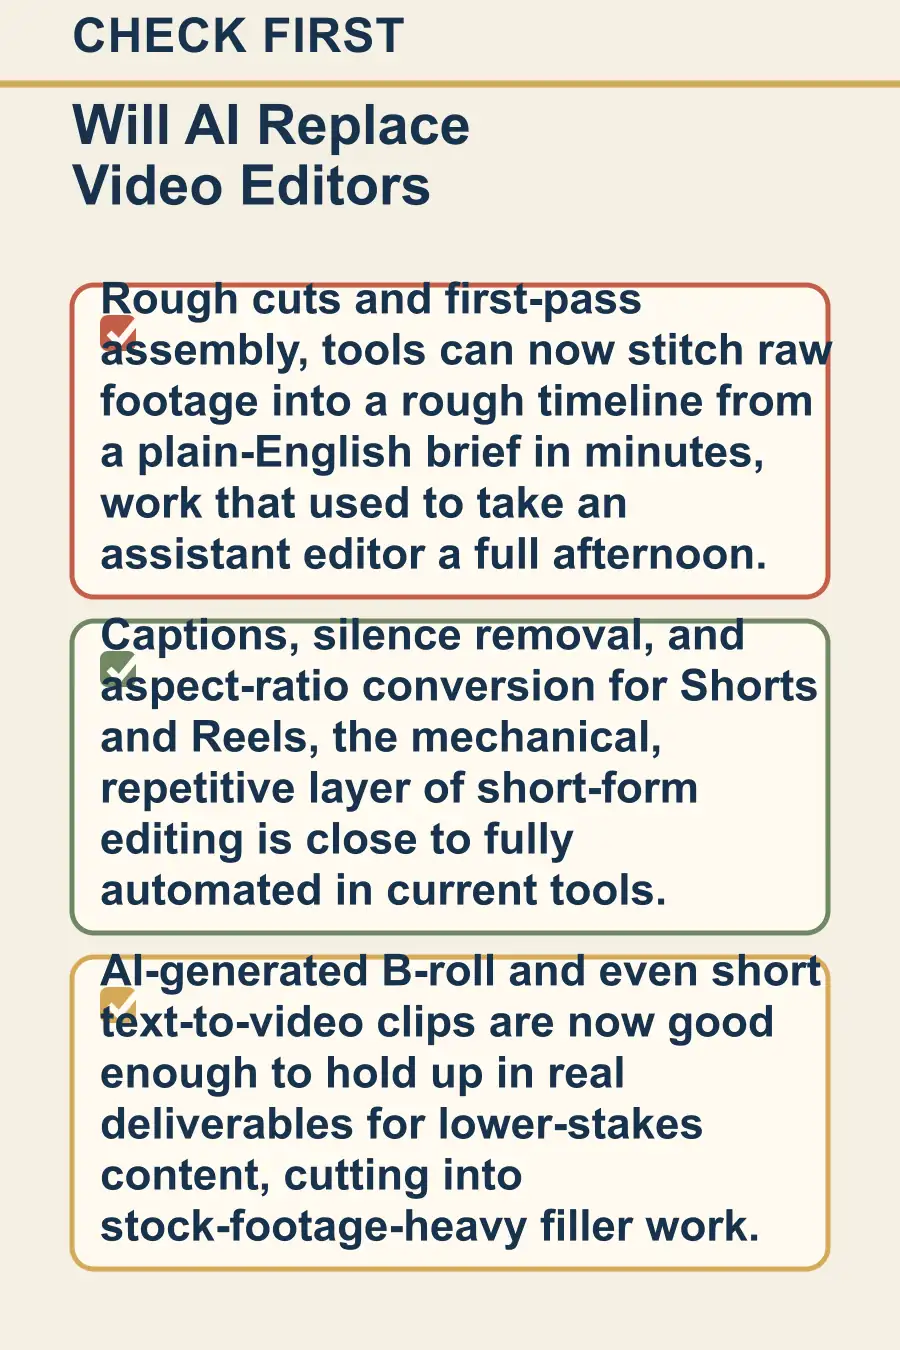 CHECK FIRST
Will AI Replace
Video Editors
Rough cuts and first-pass
assembly, tools can now stitch raw
footage into a rough timeline from
a plain-English brief in minutes,
work that used to take an
assistant editor a full afternoon.
Captions, silence removal, and
aspect-ratio conversion for Shorts
and Reels, the mechanical,
repetitive layer of short-form
editing is close to fully
automated in current tools.
AI-generated B-roll and even short
text-to-video clips are now good
enough to hold up in real
deliverables for lower-stakes
content, cutting into
stock-footage-heavy filler work.